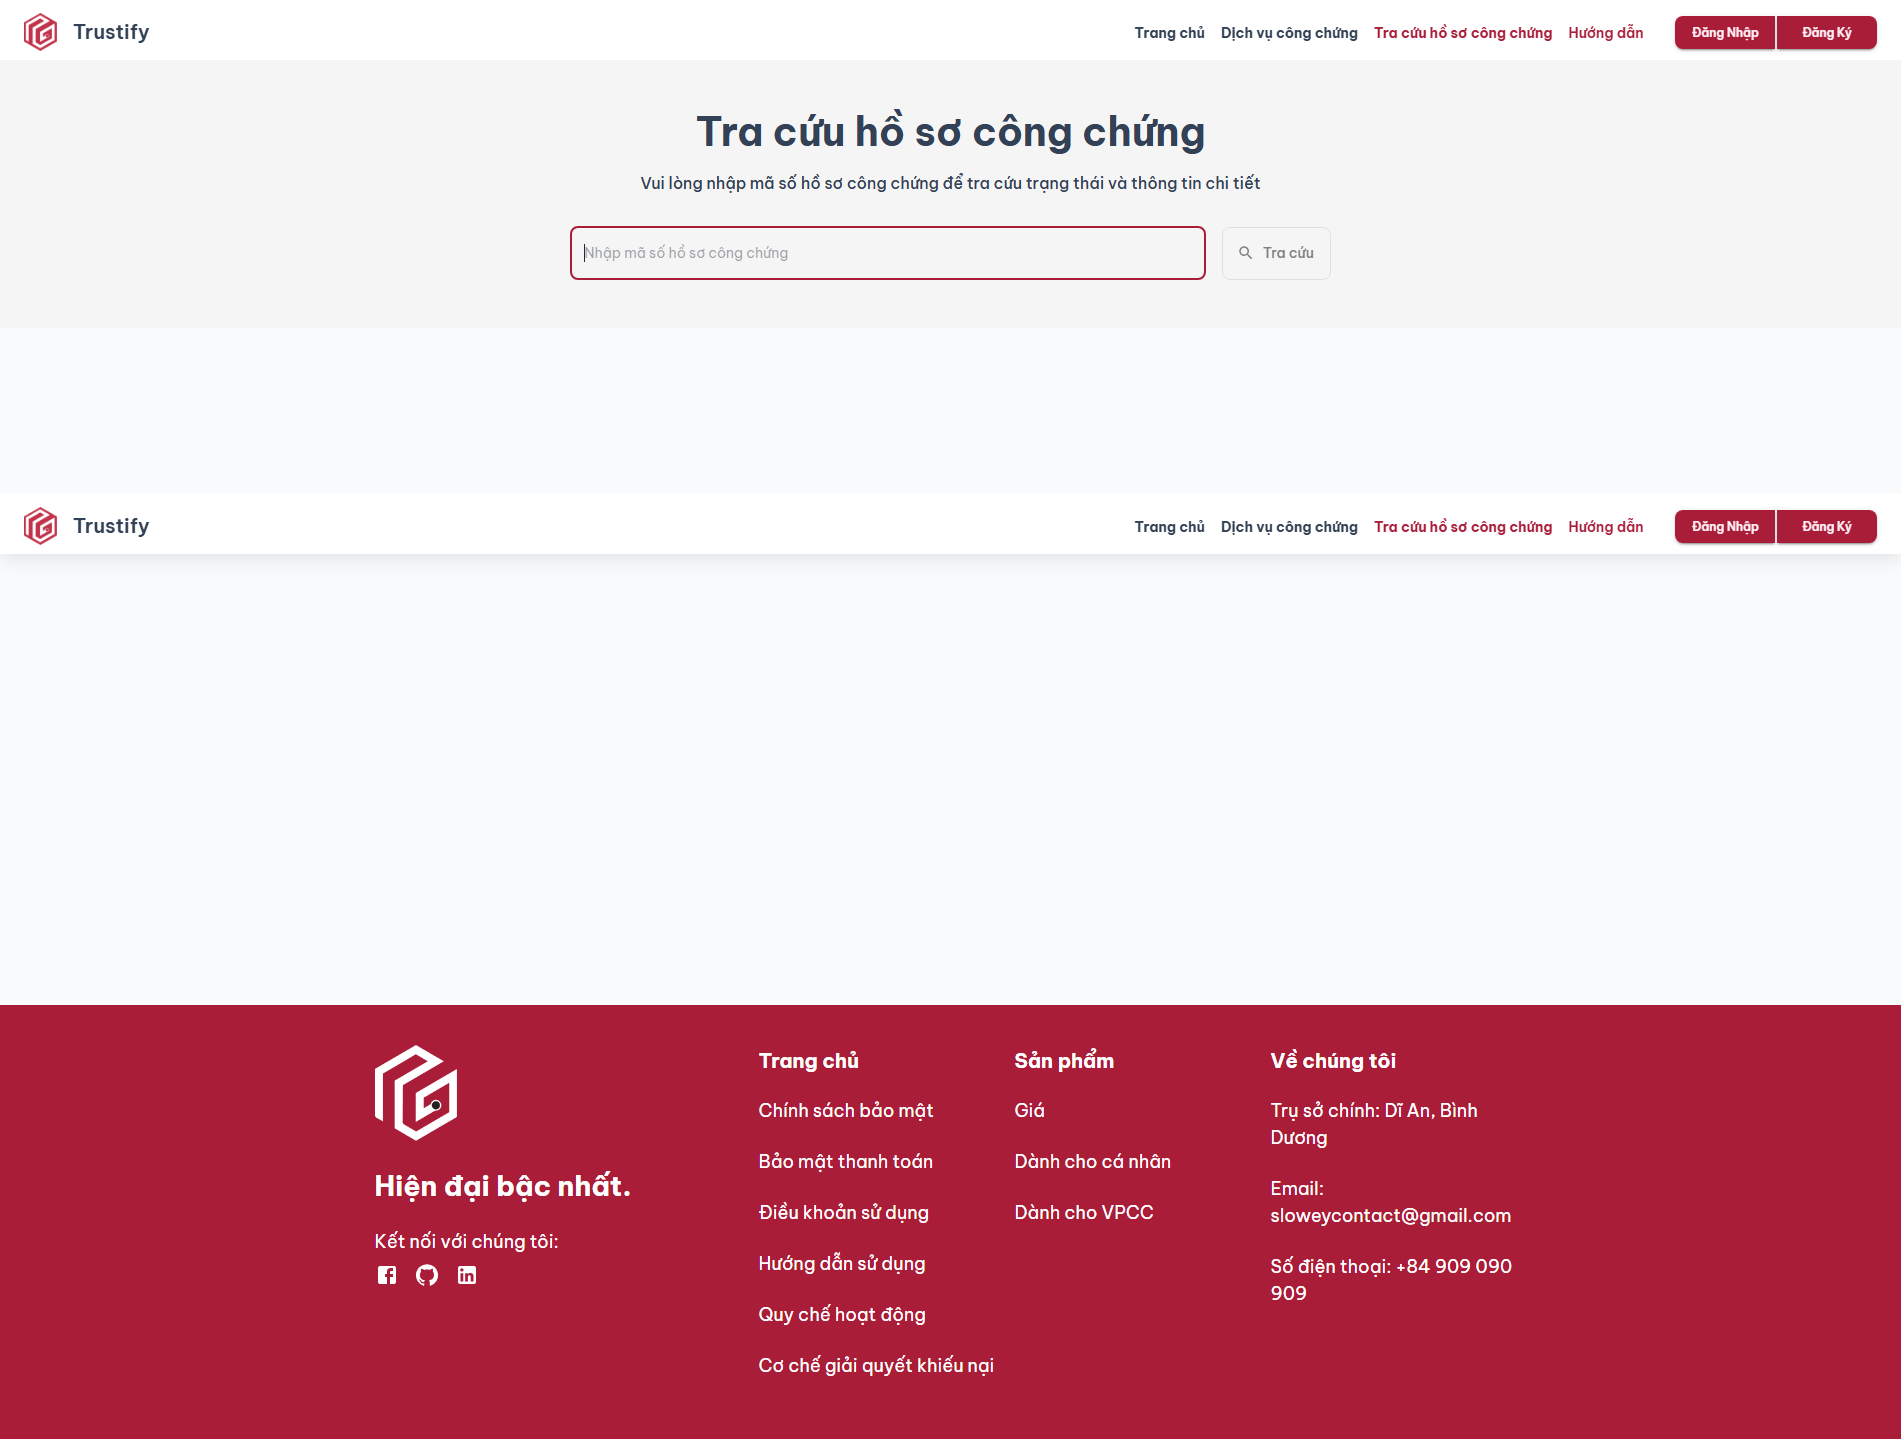 Trustify
Trang chủ Dịch vụ công chứng Tra cứu hồ sơ công chứng Hướng dẫn Đăng Nhập Đăng Ký
Tra cứu hồ sơ công chứng
Vui lòng nhập mã số hồ sơ công chứng để tra cứu trạng thái và thông tin chi tiết
Nhập mã số hồ sơ công chứng
Tra cứu
Trustify
Trang chủ Dịch vụ công chứng Tra cứu hồ sơ công chứng Hướng dẫn Đăng Nhập Đăng Ký
Hiện đại bậc nhất.
Kết nối với chúng tôi:
Trang chủ
Chính sách bảo mật
Bảo mật thanh toán
Điều khoản sử dụng
Hướng dẫn sử dụng
Quy chế hoạt động
Cơ chế giải quyết khiếu nại
Sản phẩm
Giá
Dành cho cá nhân
Dành cho VPCC
Về chúng tôi
Trụ sở chính: Dĩ An, Bình
Dương
Email:
sloweycontact@gmail.com
Số điện thoại: +84 909 090
909